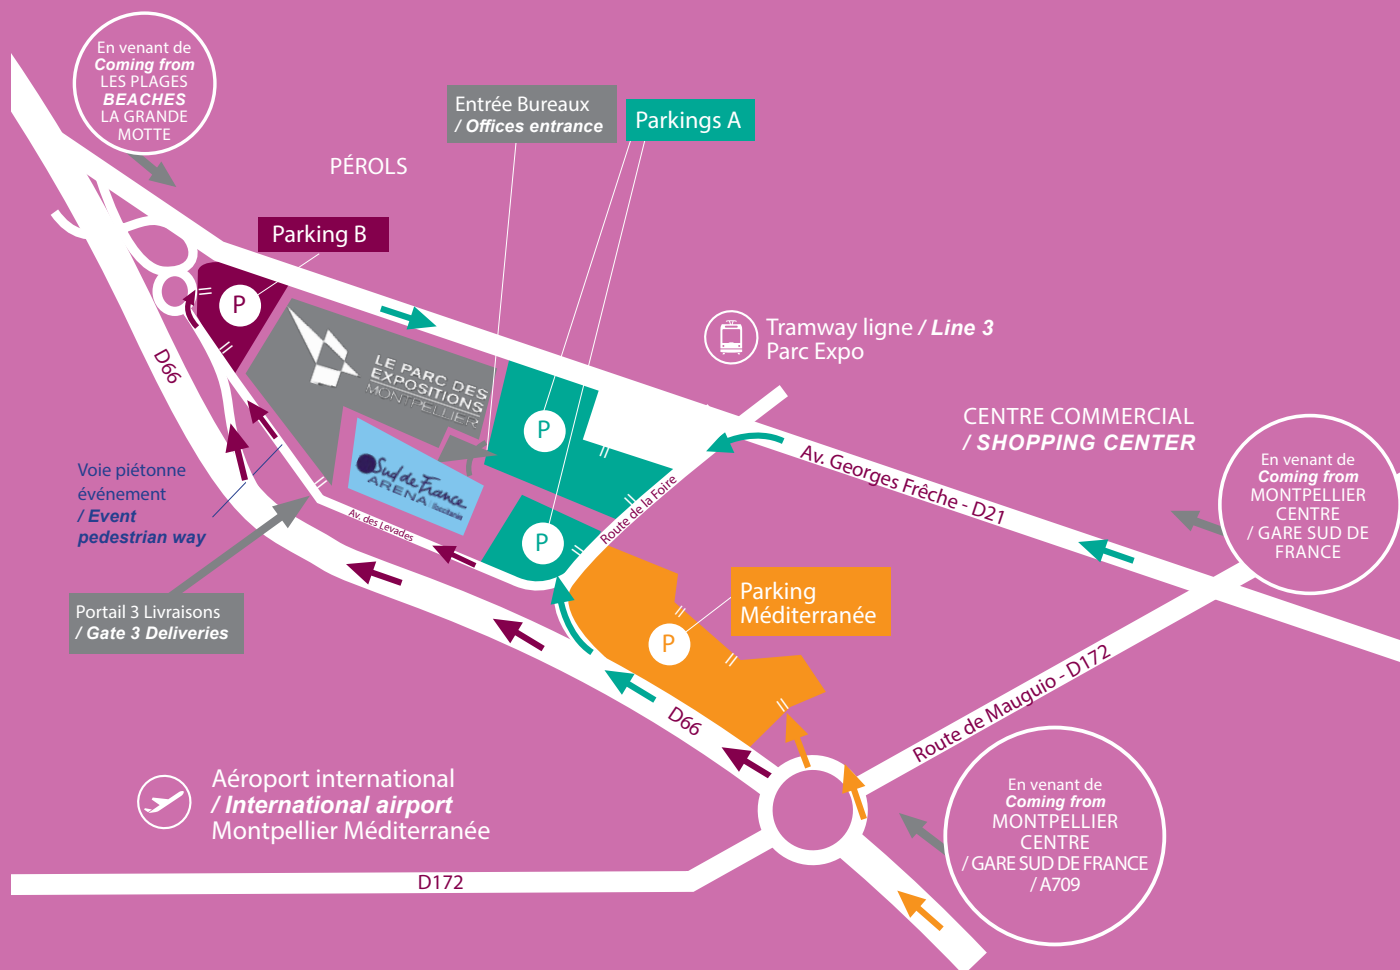 En venant de
Coming from
LES PLAGES
BEACHES
LA GRANDE
MOTTE
Entrée Bureaux
/ Offices entrance
Parkings A
PÉROLS
Parking B
P
Tramway ligne / Line 3
Parc Expo
D66
LE PARC DES
EXPOSITIONS
MONTPELLIER
P
CENTRE COMMERCIAL
/ SHOPPING CENTER
Av. Georges Frêche - D21
En venant de
Coming from
MONTPELLIER
CENTRE
/ GARE SUD DE
FRANCE
Voie piétonne
événement
/ Event
pedestrian way
Sud de France
ARENA
Occitanie
Route de la Foire
Av. des Levades
P
Portail 3 Livraisons
/ Gate 3 Deliveries
Parking
Méditerranée
P
D66
Route de Mauguio - D172
Aéroport international
/ International airport
Montpellier Méditerranée
En venant de
Coming from
MONTPELLIER
CENTRE
/ GARE SUD DE FRANCE
/ A709
D172